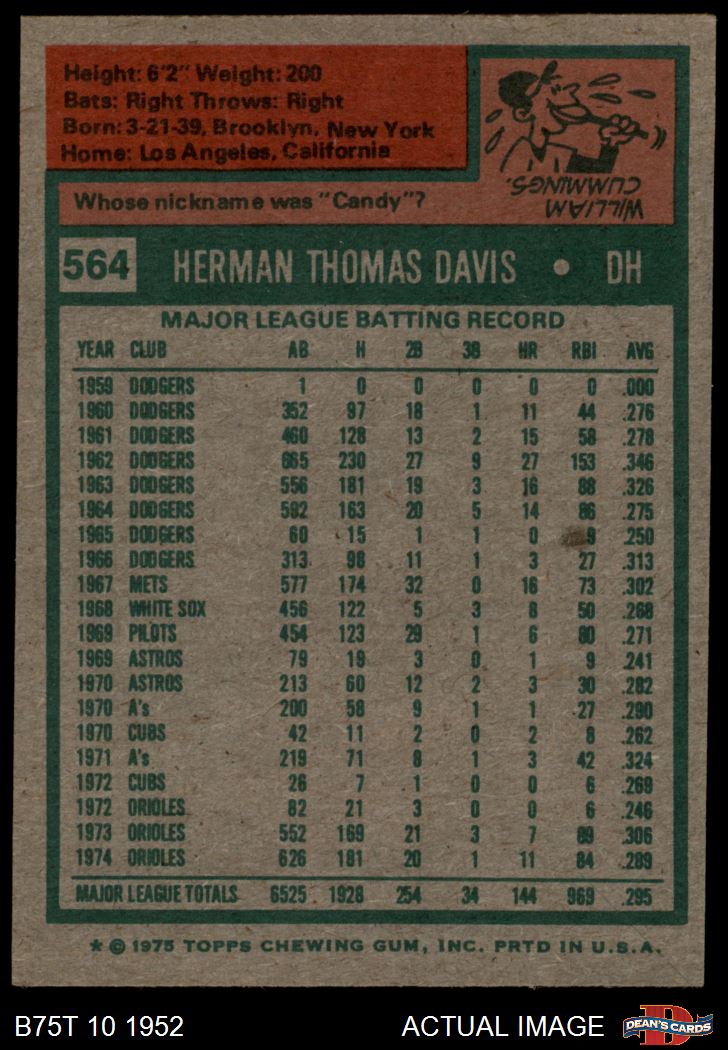 Height: 6'2" Weight: 200
Bats: Right Throws: Right
Born: 3-21-39, Brooklyn, New York
Home: Los Angeles, California
WILLIAM
CUMMINGS.
Whose nickname was "Candy"?
564 HERMAN THOMAS DAVIS • DH
MAJOR LEAGUE BATTING RECORD
YEAR CLUB AB H 2B 3B HR RBI AVG
1959 DODGERS 1 0 0 0 0 0 .000
1960 DODGERS 352 97 18 1 11 44 .276
1961 DODGERS 460 128 13 2 15 58 .278
1962 DODGERS 665 230 27 9 27 153 .346
1963 DODGERS 556 181 19 3 16 88 .326
1964 DODGERS 592 163 20 5 14 86 .275
1965 DODGERS 60 15 1 1 0 9 .250
1966 DODGERS 313 98 11 1 3 27 .313
1967 METS 577 174 32 0 16 73 .302
1968 WHITE SOX 456 122 5 3 8 50 .268
1969 PILOTS 454 123 29 1 6 80 .271
1969 ASTROS 79 19 3 0 1 9 .241
1970 ASTROS 213 60 12 2 3 30 .282
1970 A's 200 58 9 1 1 27 .290
1970 CUBS 42 11 2 0 2 8 .262
1971 A's 219 71 8 1 3 42 .324
1972 CUBS 26 7 1 0 0 6 .269
1972 ORIOLES 82 21 3 0 0 6 .246
1973 ORIOLES 552 169 21 3 7 89 .306
1974 ORIOLES 626 181 20 1 11 84 .289
MAJOR LEAGUE TOTALS 6525 1928 254 34 144 969 .295
* © 1975 TOPPS CHEWING GUM, INC. PRTD IN U.S.A.
B75T 10 1952 ACTUAL IMAGE
DEAN'S CARDS